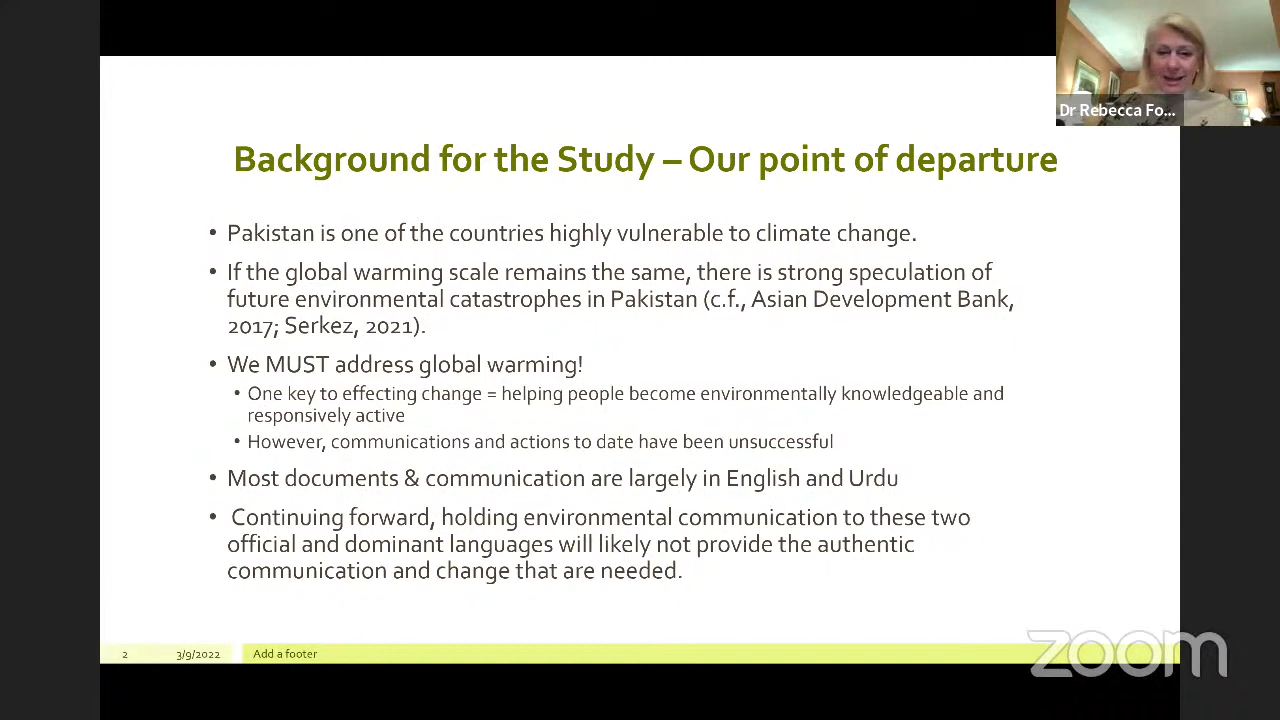 Dr Rebecca Fo...
Background for the Study – Our point of departure
• Pakistan is one of the countries highly vulnerable to climate change.
• If the global warming scale remains the same, there is strong speculation of
future environmental catastrophes in Pakistan (c.f., Asian Development Bank,
2017; Serkez, 2021).
• We MUST address global warming!
• One key to effecting change = helping people become environmentally knowledgeable and
responsively active
• However, communications and actions to date have been unsuccessful
• Most documents & communication are largely in English and Urdu
• Continuing forward, holding environmental communication to these two
official and dominant languages will likely not provide the authentic
communication and change that are needed.
2 3/9/2022 Add a footer
zoom